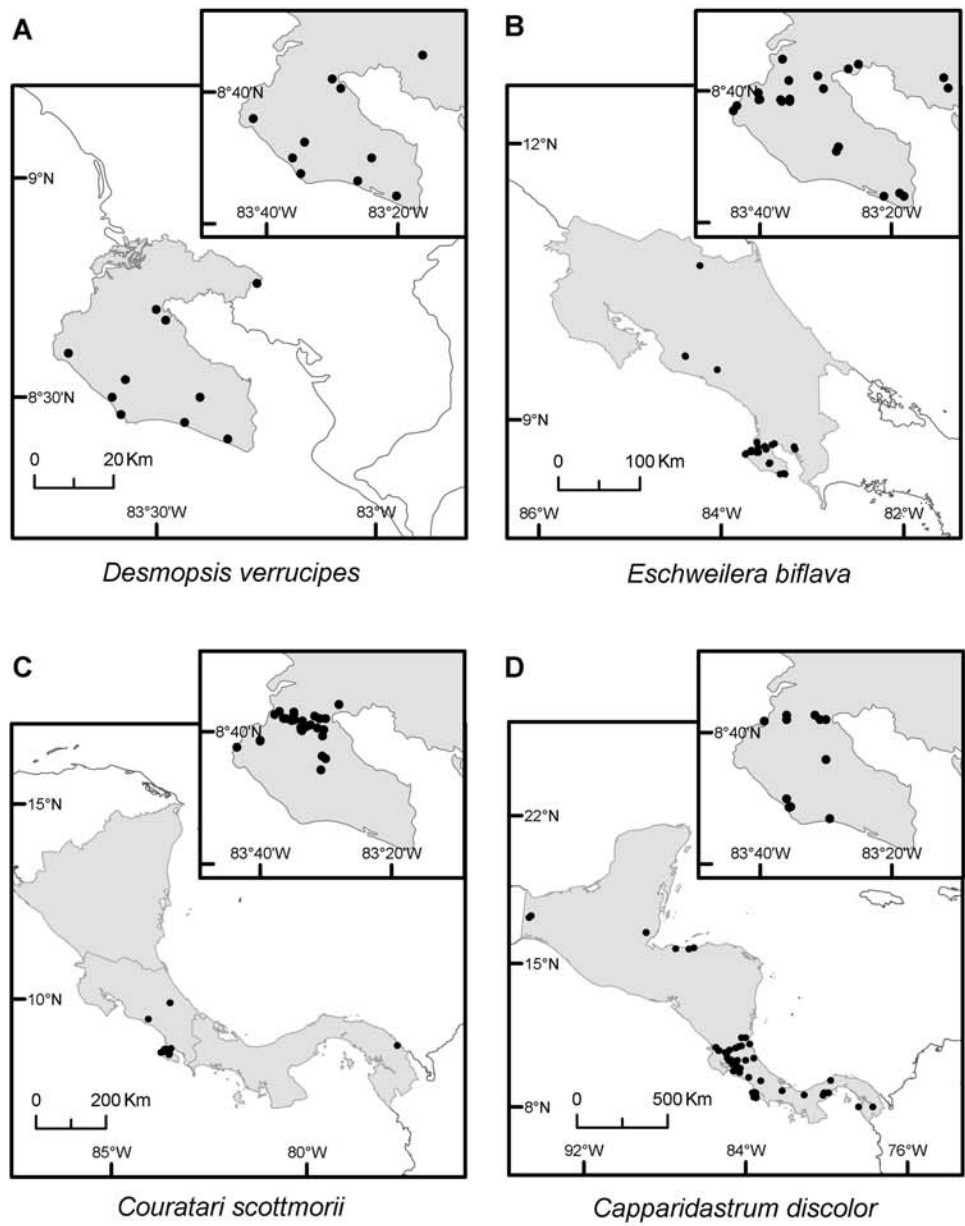 A
8°40'N
83°40'W
83°20'W
9°N
8°30'N
0
20 Km
83°30'W
83°W
Desmopsis verrucipes
B
8°40'N
83°40'W
83°20'W
12°N
9°N
0
100 Km
86°W
84°W
82°W
Eschweilera biflava
C
8°40'N
83°40'W
83°20'W
15°N
10°N
0
200 Km
85°W
80°W
Couratari scottmorii
D
8°40'N
83°40'W
83°20'W
22°N
15°N
8°N
0
500 Km
92°W
84°W
76°W
Capparidastrum discolor